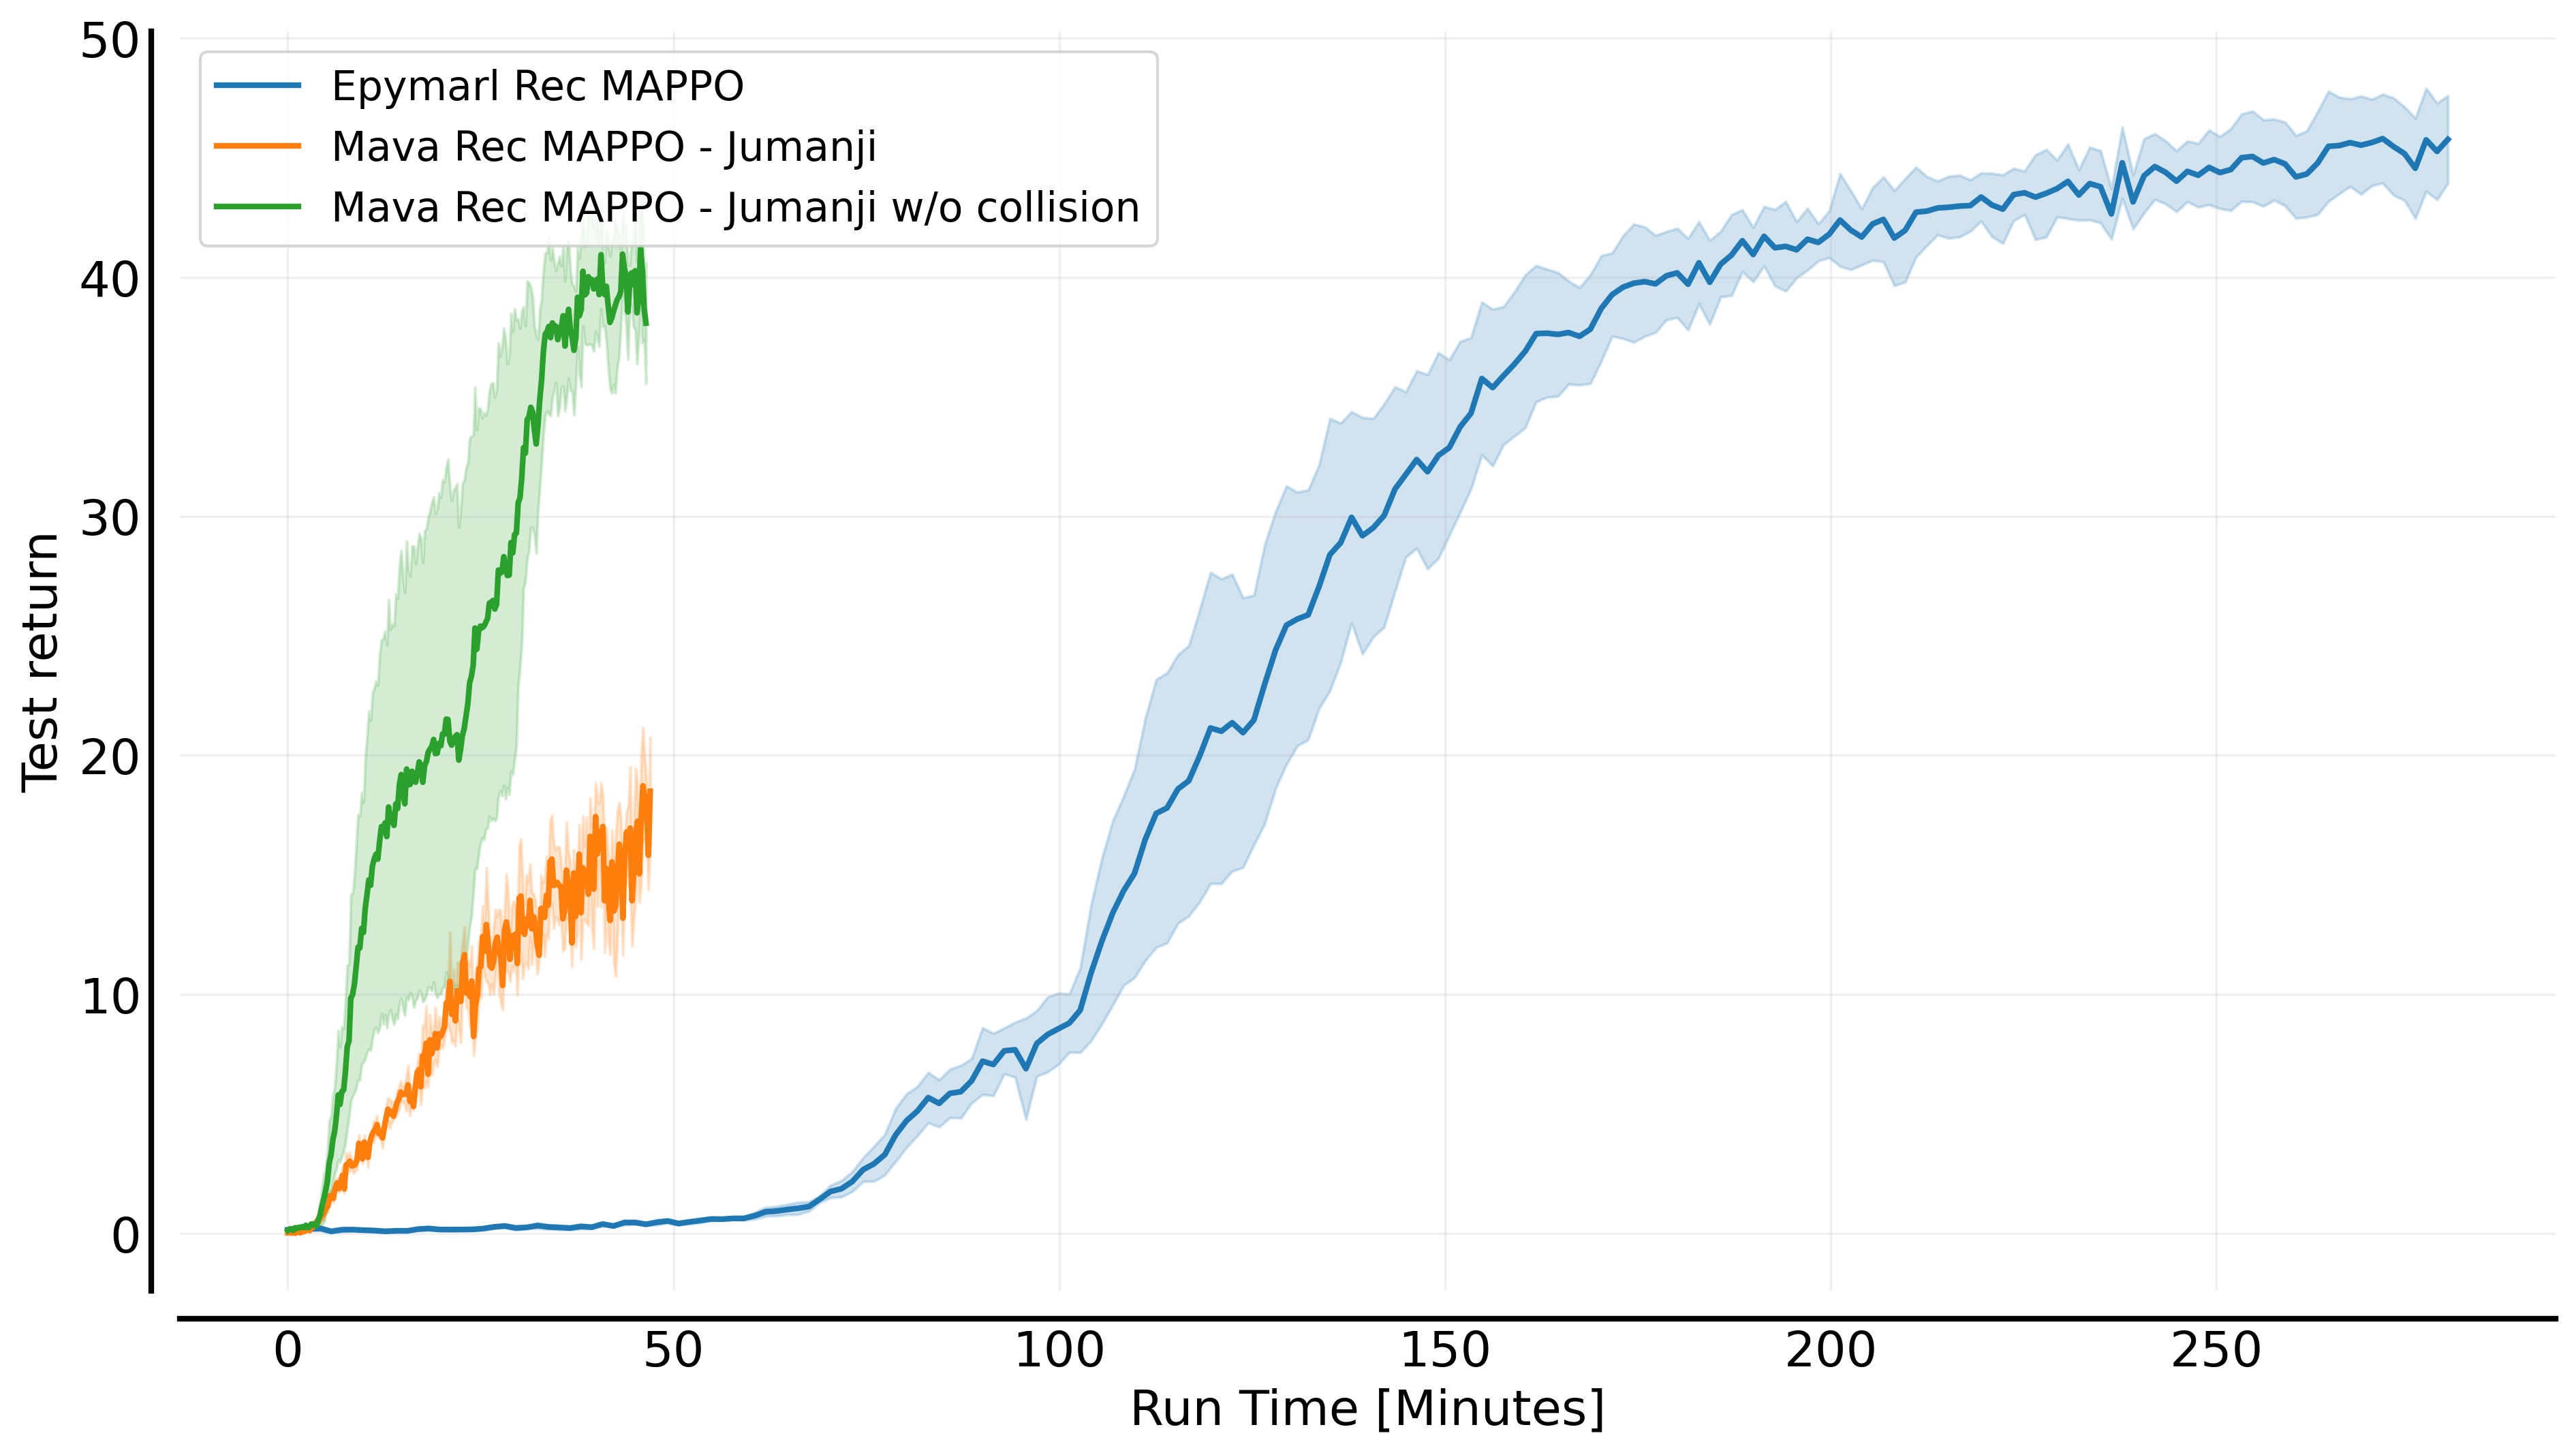 50
40
30
20
10
0
Test return
Epymarl Rec MAPPO
Mava Rec MAPPO - Jumanji
Mava Rec MAPPO - Jumanji w/o collision
0 50 100 150 200 250
Run Time [Minutes]